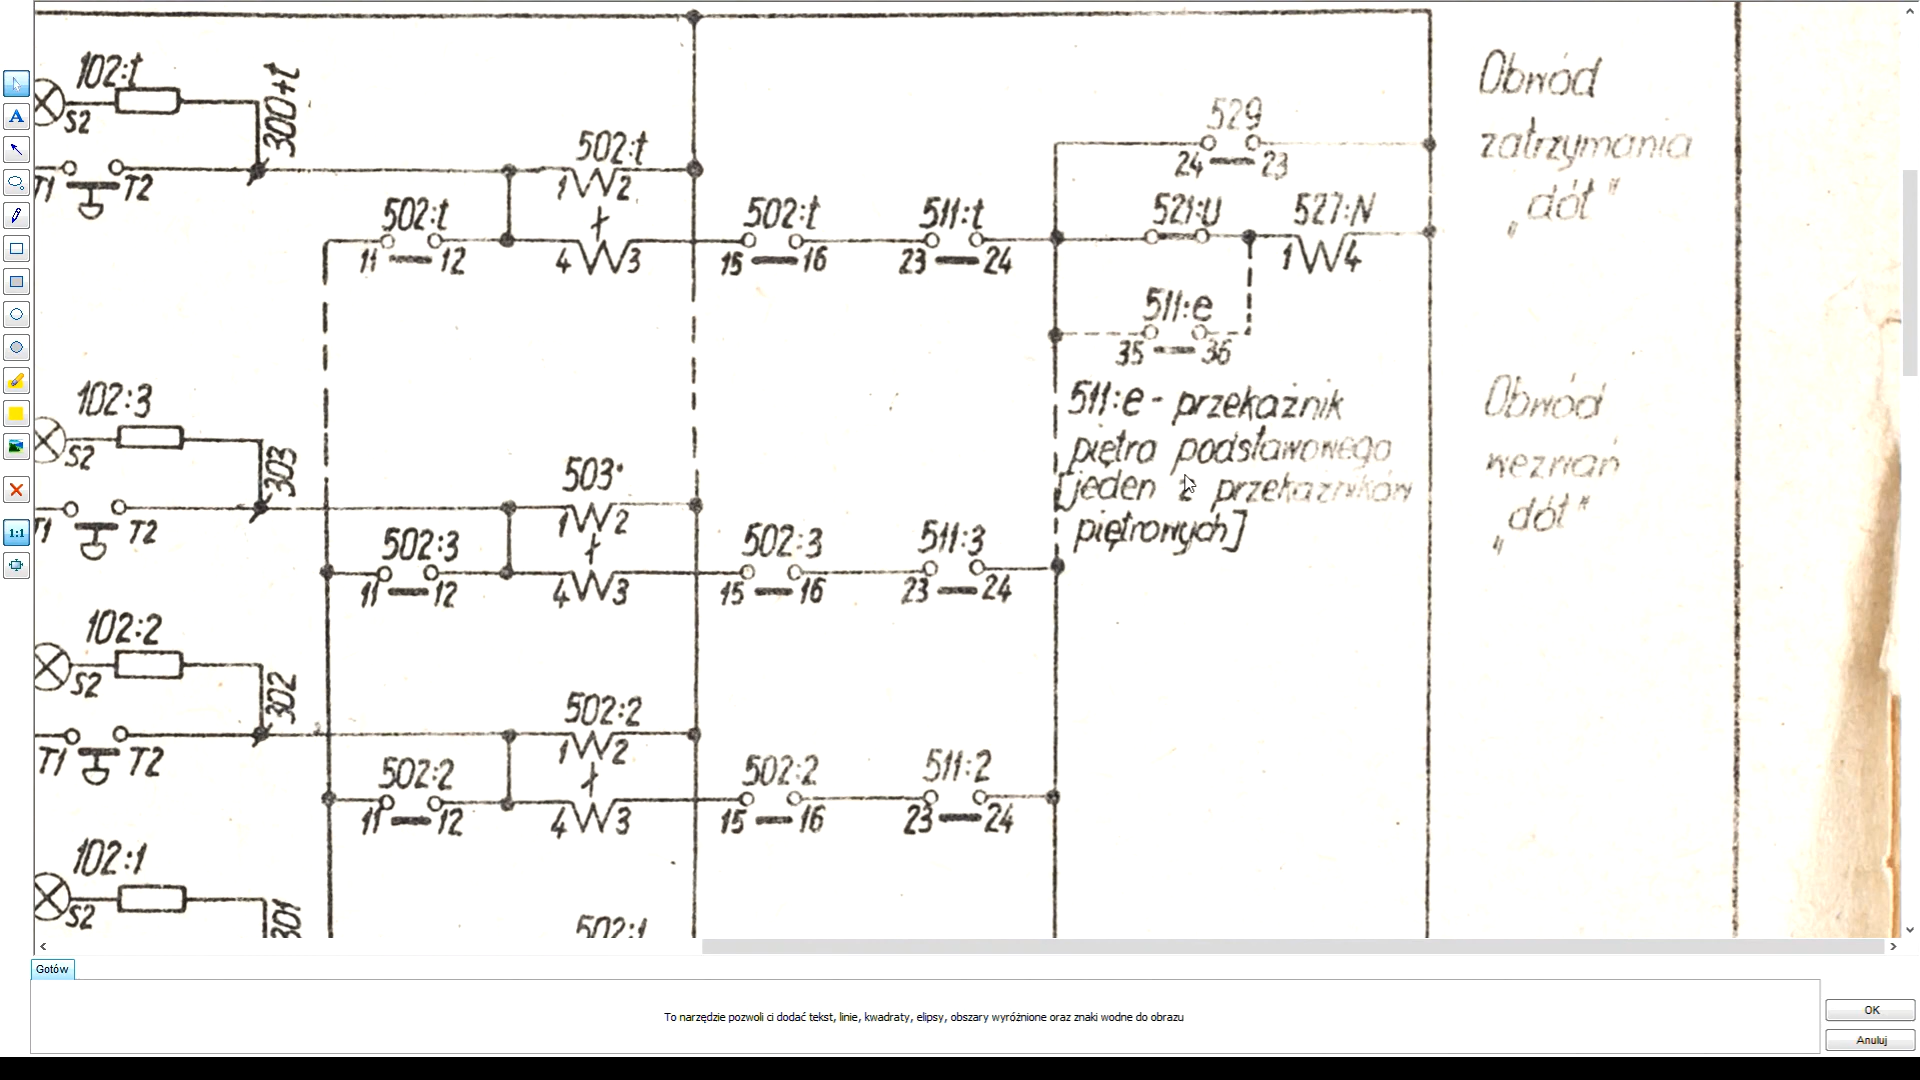 102:t
S2
300+t
T1 T2
502:t
1 2
502:t
11 12
4 3
502:t
15 16
511:t
23 24
529
24 23
521:U
527:N
1 4
511:e
35 36
511:e - przekaźnik
piętra podstawowego
[jeden z przekaźników
piętrowych]
Obwód
zatrzymania
„dół”
102:3
S2
303
T1 T2
503
1 2
502:3
11 12
4 3
502:3
15 16
511:3
23 24
Obwód
wezwań
„dół”
102:2
S2
302
T1 T2
502:2
1 2
502:2
11 12
4 3
502:2
15 16
511:2
23 24
102:1
S2
301
502:1
A
1:1
Gotów
To narzędzie pozwoli ci dodać tekst, linie, kwadraty, elipsy, obszary wyróżnione oraz znaki wodne do obrazu
OK
Anuluj